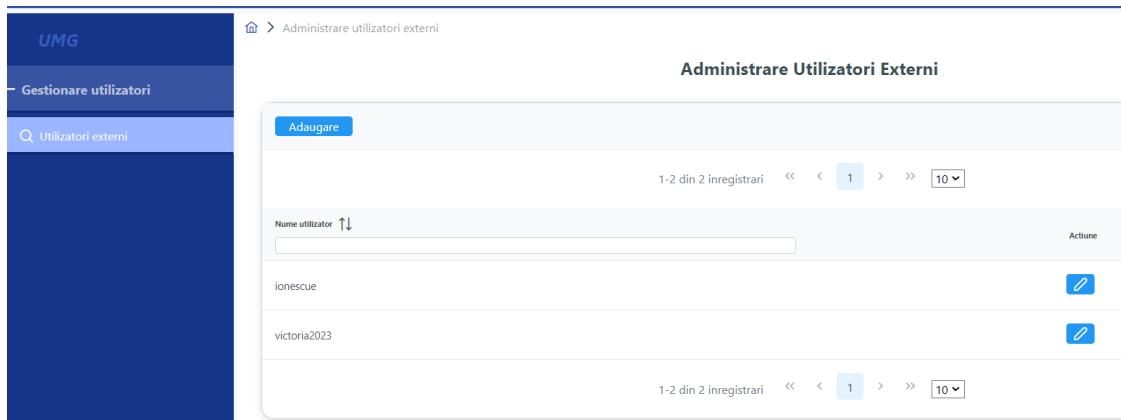 UMG
Gestionare utilizatori
Utilizatori externi
Administrare utilizatori externi
Administrare Utilizatori Externi
Adaugare
1-2 din 2 inregistrari << < 1 > >> 10
Nume utilizator
Actiune
ionescue
victoria2023
1-2 din 2 inregistrari << < 1 > >> 10